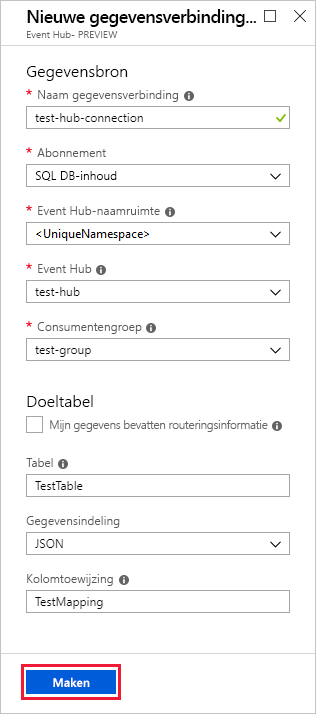 Nieuwe gegevensverbinding...
Event Hub- PREVIEW
Gegevensbron
* Naam gegevensverbinding
test-hub-connection
* Abonnement
SQL DB-inhoud
* Event Hub-naamruimte
<UniqueNamespace>
* Event Hub
test-hub
* Consumentengroep
test-group
Doeltabel
Mijn gegevens bevatten routeringsinformatie
Tabel
TestTable
Gegevensindeling
JSON
Kolomtoewijzing
TestMapping
Maken